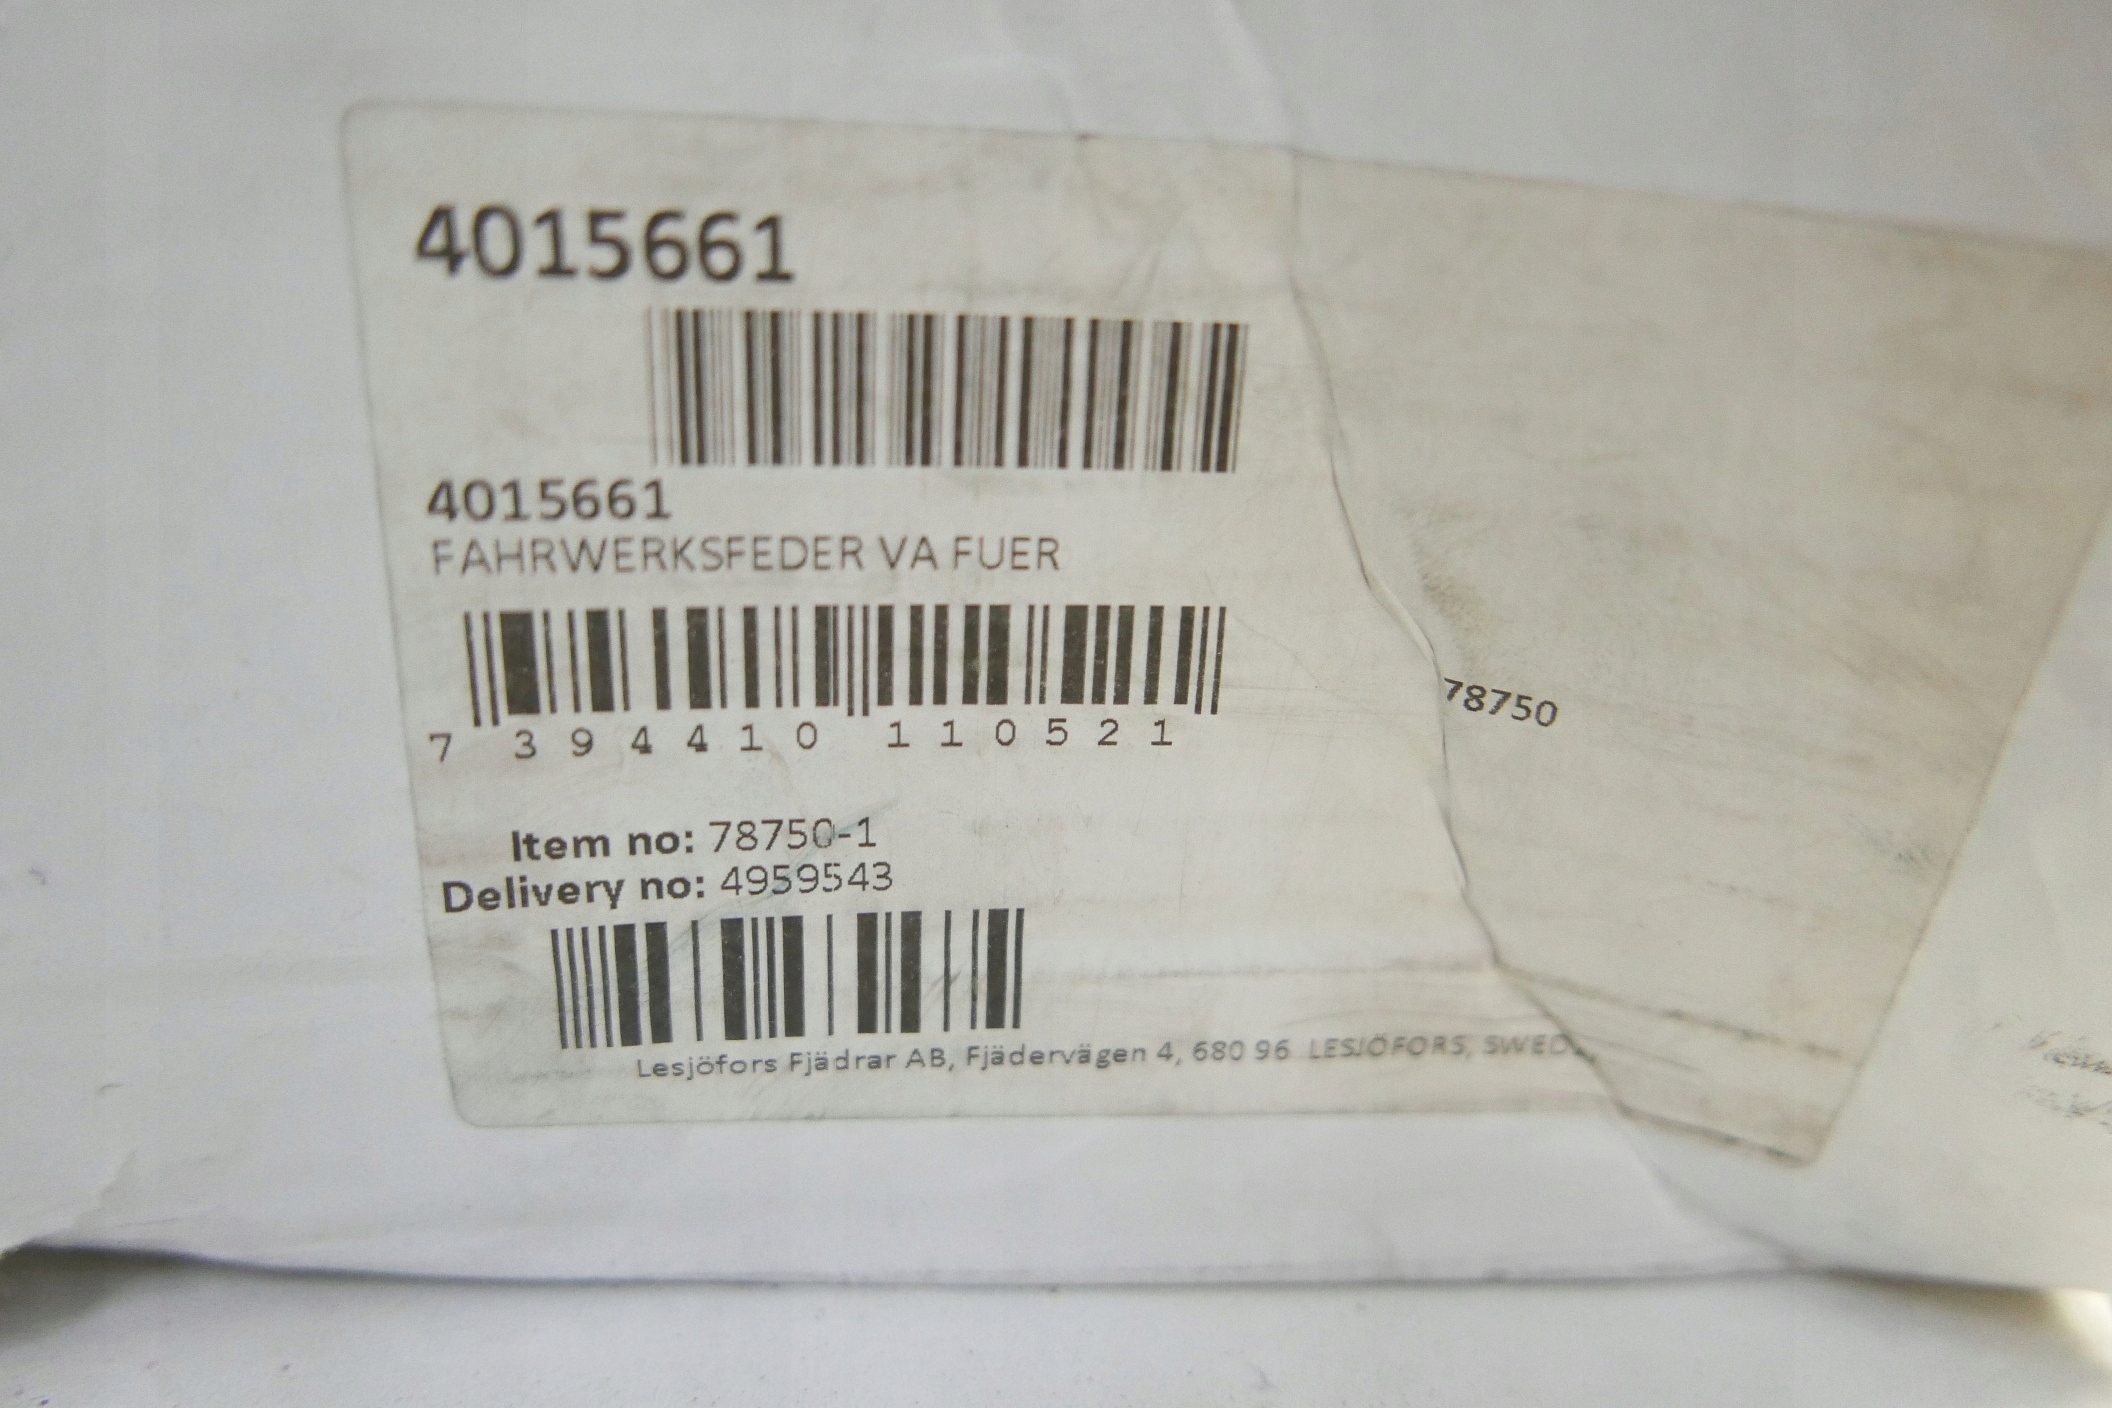 4015661
4015661
FAHRWERKSFEDER VA FUER
7 394410 110521
78750
Item no: 78750-1
Delivery no: 4959543
Lesjöfors Fjädrar AB, Fjädervägen 4, 680 96 LESJÖFORS,